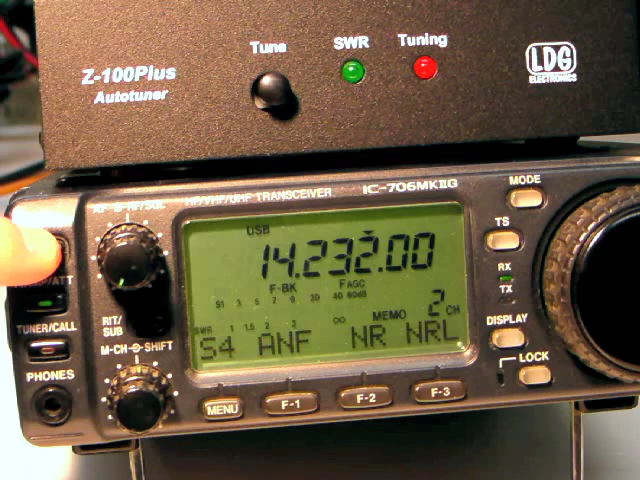 Tune
SWR
Tuning
Z-100Plus
Autotuner
LDG
ELECTRONICS
HF/VHF/UHF TRANSCEIVER
IC-706MKIIG
AF RF/SQL
MODE
USB
14.232.00
TS
F-BK
FAGC
S1 3 5 7 9 20 40 60dB
RX
TX
/ATT
MEMO
2 CH
SWR 1 1.5 2 3 ∞
S4 ANF NR NRL
TUNER/CALL
RIT/
SUB
M-CH SHIFT
DISPLAY
LOCK
PHONES
MENU
F-1
F-2
F-3